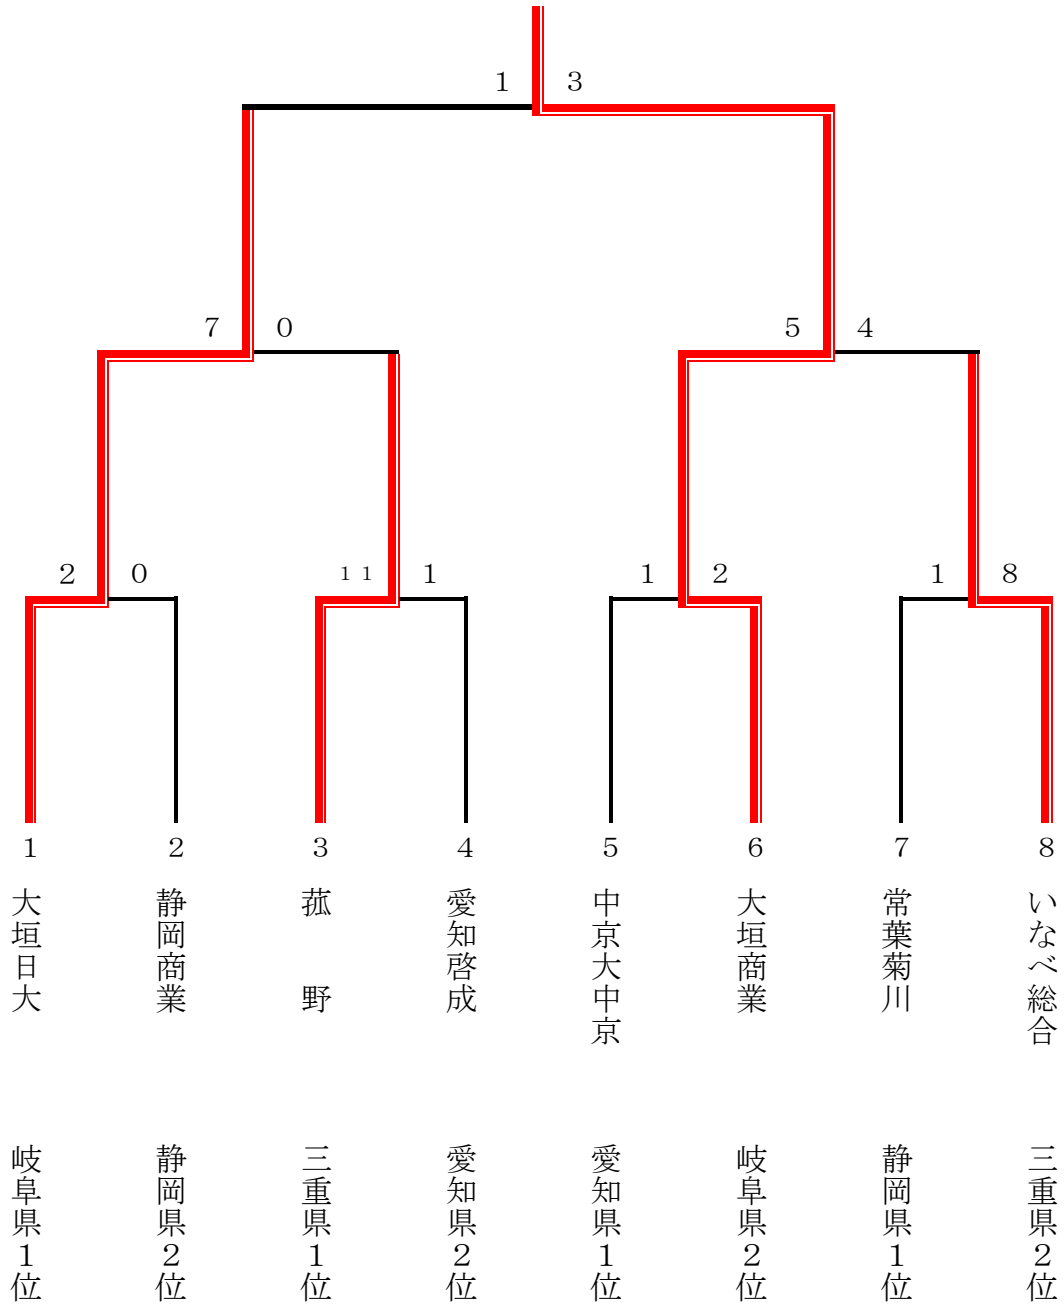 １ ３
７ ０ ５ ４
２ ０ １１ １ １ ２ １ ８
１ ２ ３ ４ ５ ６ ７ ８
大垣日大
静岡商業
菰　野
愛知啓成
中京大中京
大垣商業
常葉菊川
いなべ総合
岐阜県１位
静岡県２位
三重県１位
愛知県２位
愛知県１位
岐阜県２位
静岡県１位
三重県２位